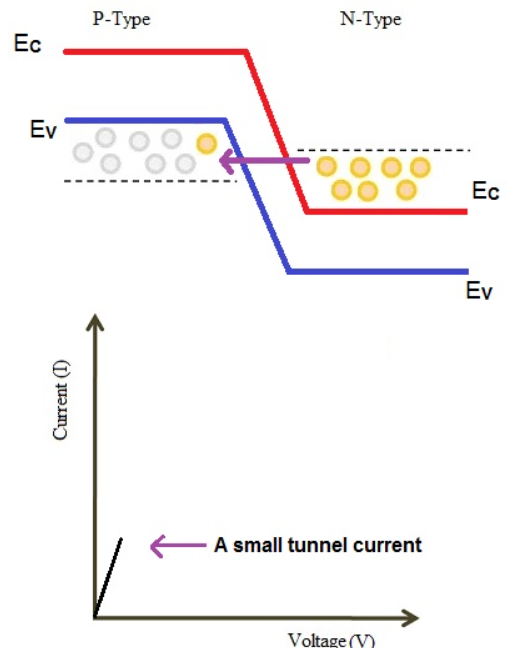 P-Type N-Type
Ec
Ev
Ec
Ev
Current (I)
A small tunnel current
Voltage (V)